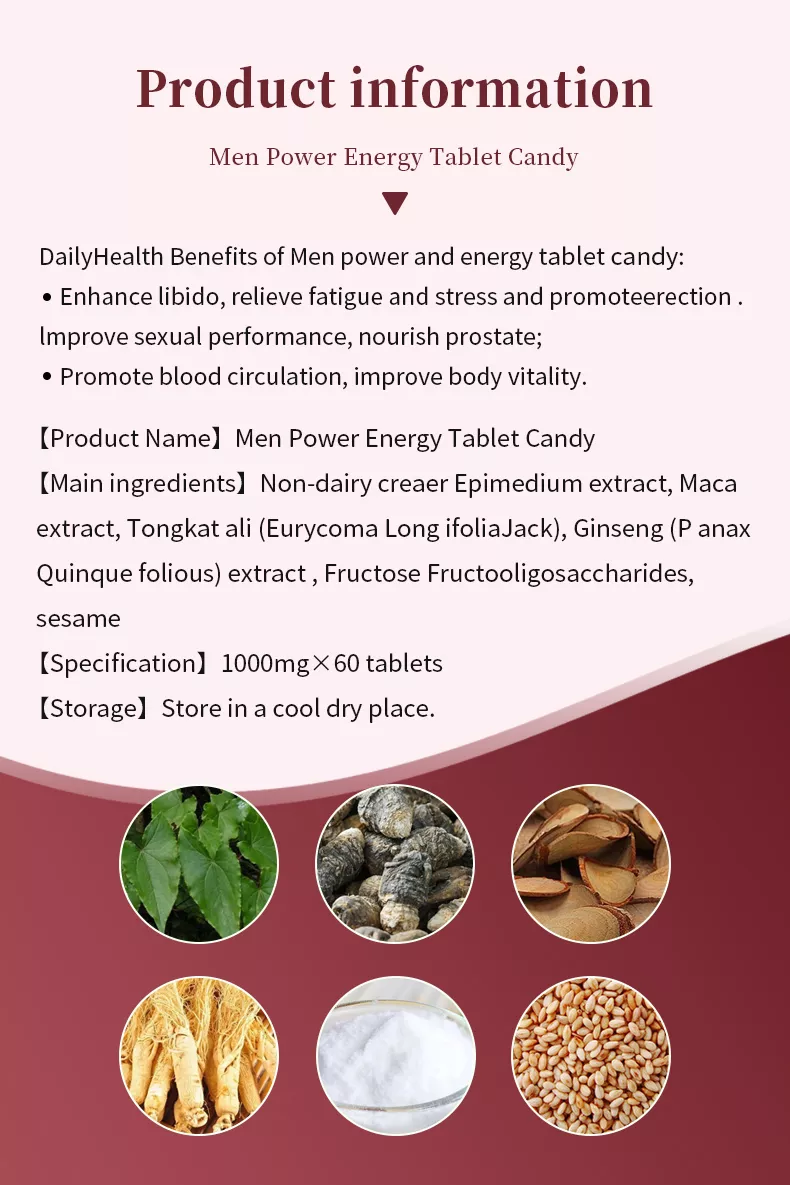 Product information
Men Power Energy Tablet Candy
DailyHealth Benefits of Men power and energy tablet candy:
• Enhance libido, relieve fatigue and stress and promoteerection .
lmprove sexual performance, nourish prostate;
• Promote blood circulation, improve body vitality.
【Product Name】Men Power Energy Tablet Candy
【Main ingredients】Non-dairy creaer Epimedium extract, Maca
extract, Tongkat ali (Eurycoma Long ifoliaJack), Ginseng (P anax
Quinque folious) extract , Fructose Fructooligosaccharides,
sesame
【Specification】1000mg×60 tablets
【Storage】Store in a cool dry place.